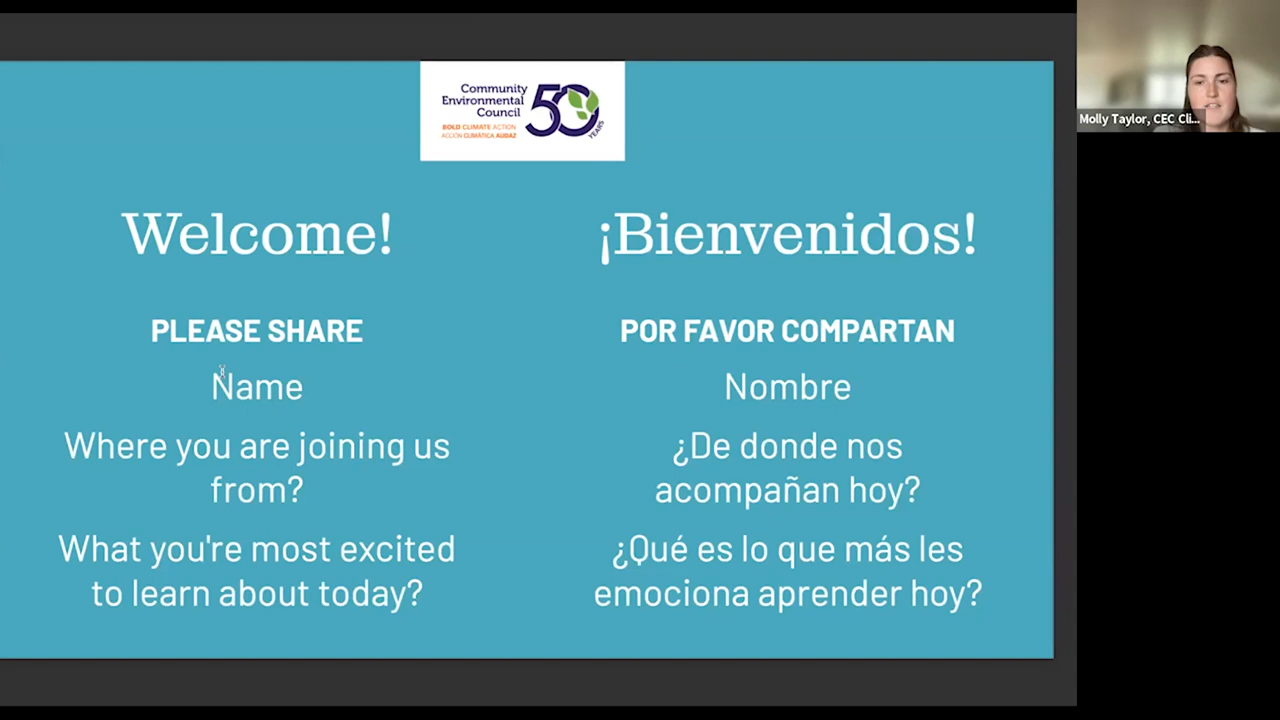 Community
Environmental
Council
BOLD CLIMATE ACTION
ACCIÓN CLIMÁTICA AUDAZ
50
YEARS
Welcome!
PLEASE SHARE
Name
Where you are joining us
from?
What you're most excited
to learn about today?
¡Bienvenidos!
POR FAVOR COMPARTAN
Nombre
¿De donde nos
acompañan hoy?
¿Qué es lo que más les
emociona aprender hoy?
Molly Taylor, CEC Cli...